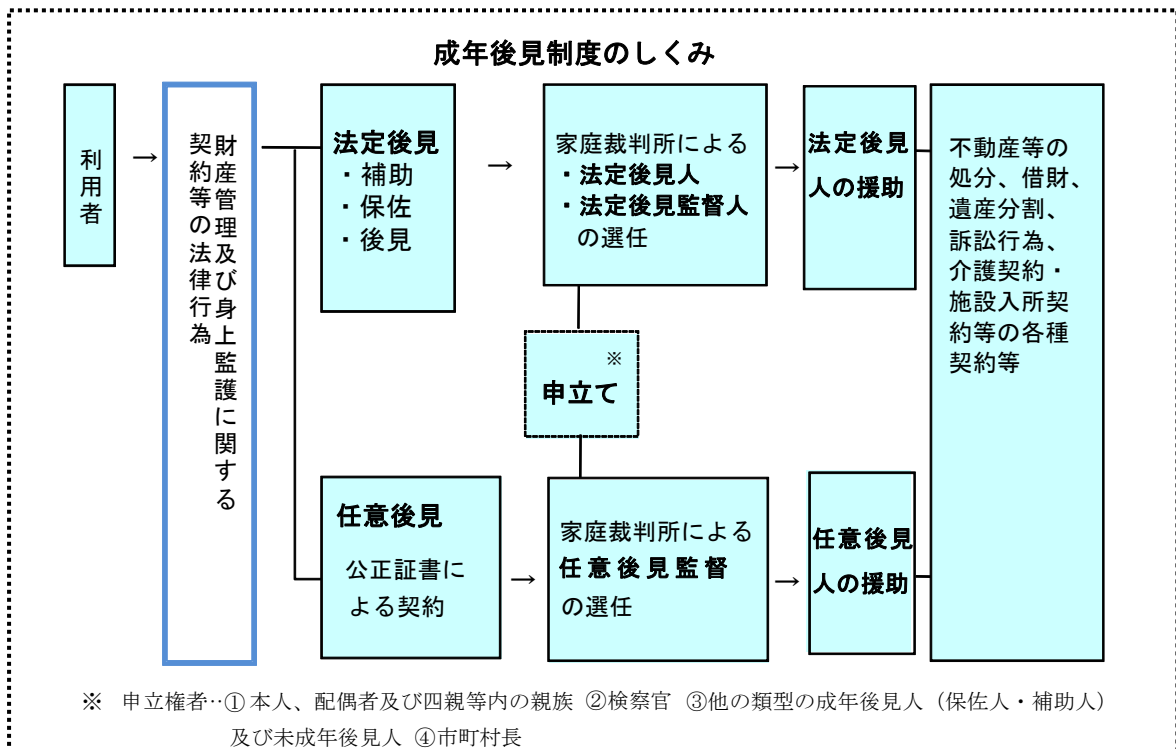 成年後見制度のしくみ
利用者
→
財産管理及び身上監護に関する
契約等の法律行為
法定後見
・補助
・保佐
・後見
→
家庭裁判所による
・法定後見人
・法定後見監督人
の選任
→
法定後見
人の援助
不動産等の
処分、借財、
遺産分割、
訴訟行為、
介護契約・
施設入所契
約等の各種
契約等
※
申立て
任意後見
公正証書に
よる契約
→
家庭裁判所による
任意後見監督
の選任
→
任意後見
人の援助
※ 申立権者‥①本人、配偶者及び四親等内の親族 ②検察官 ③他の類型の成年後見人（保佐人・補助人）
及び未成年後見人 ④市町村長